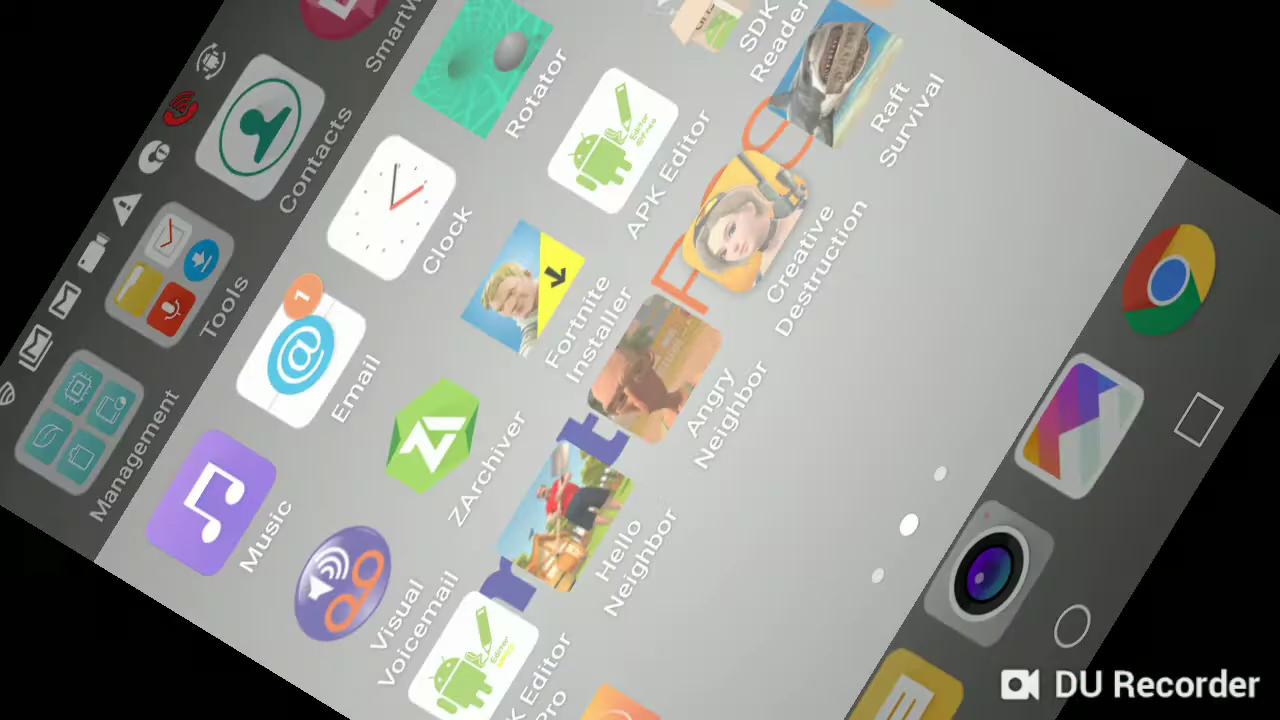 SmartW
Contacts
Tools
Management
Rotator
Clock
1
Email
Music
SDK
Reader
APK Editor
Fortnite
Installer
ZArchiver
Visual
Voicemail
Raft
Survival
Creative
Destruction
Angry
Neighbor
Hello
Neighbor
K Editor
Pro
DU Recorder